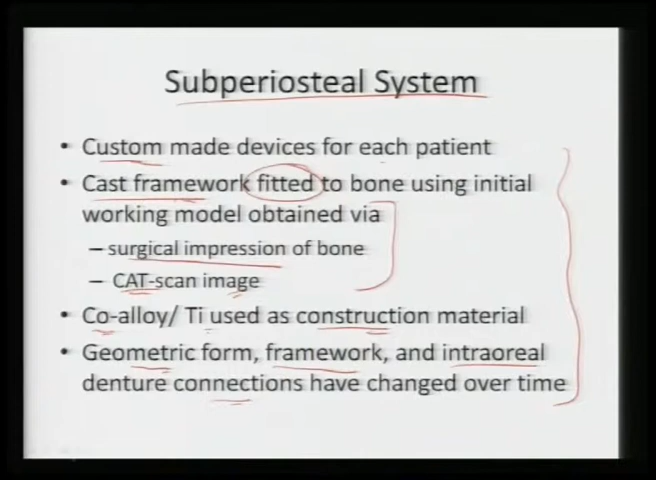 Subperiosteal System
• Custom made devices for each patient
• Cast framework fitted to bone using initial
working model obtained via
– surgical impression of bone
– CAT-scan image
• Co-alloy/ Ti used as construction material
• Geometric form, framework, and intraoreal
denture connections have changed over time